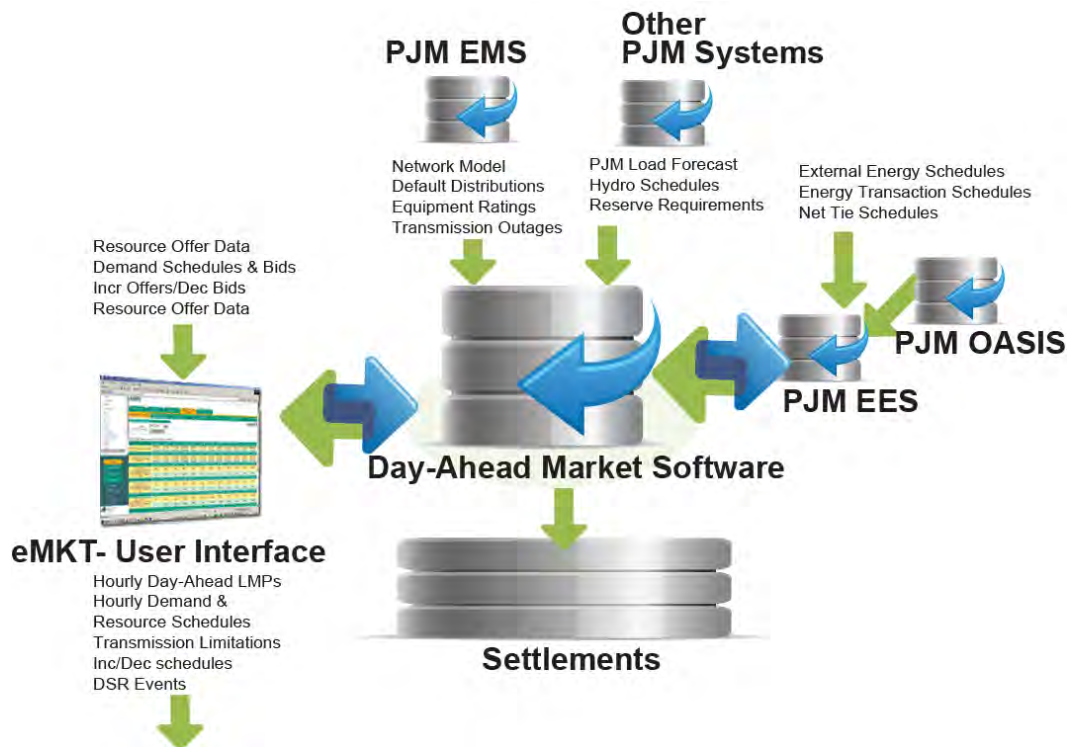 PJM EMS
Other
PJM Systems
Network Model
Default Distributions
Equipment Ratings
Transmission Outages
PJM Load Forecast
Hydro Schedules
Reserve Requirements
External Energy Schedules
Energy Transaction Schedules
Net Tie Schedules
Resource Offer Data
Demand Schedules & Bids
Incr Offers/Dec Bids
Resource Offer Data
PJM OASIS
PJM EES
Day-Ahead Market Software
eMKT- User Interface
Hourly Day-Ahead LMPs
Hourly Demand &
Resource Schedules
Transmission Limitations
Inc/Dec schedules
DSR Events
Settlements